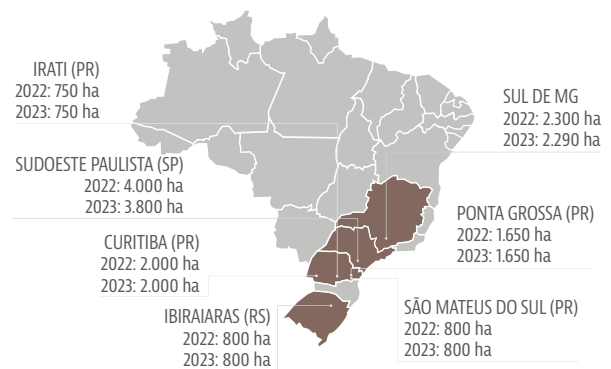 IRATI (PR)
2022: 750 ha
2023: 750 ha
SUL DE MG
2022: 2.300 ha
2023: 2.290 ha
SUDOESTE PAULISTA (SP)
2022: 4.000 ha
2023: 3.800 ha
PONTA GROSSA (PR)
2022: 1.650 ha
2023: 1.650 ha
CURITIBA (PR)
2022: 2.000 ha
2023: 2.000 ha
IBIRAIARAS (RS)
2022: 800 ha
2023: 800 ha
SÃO MATEUS DO SUL (PR)
2022: 800 ha
2023: 800 ha